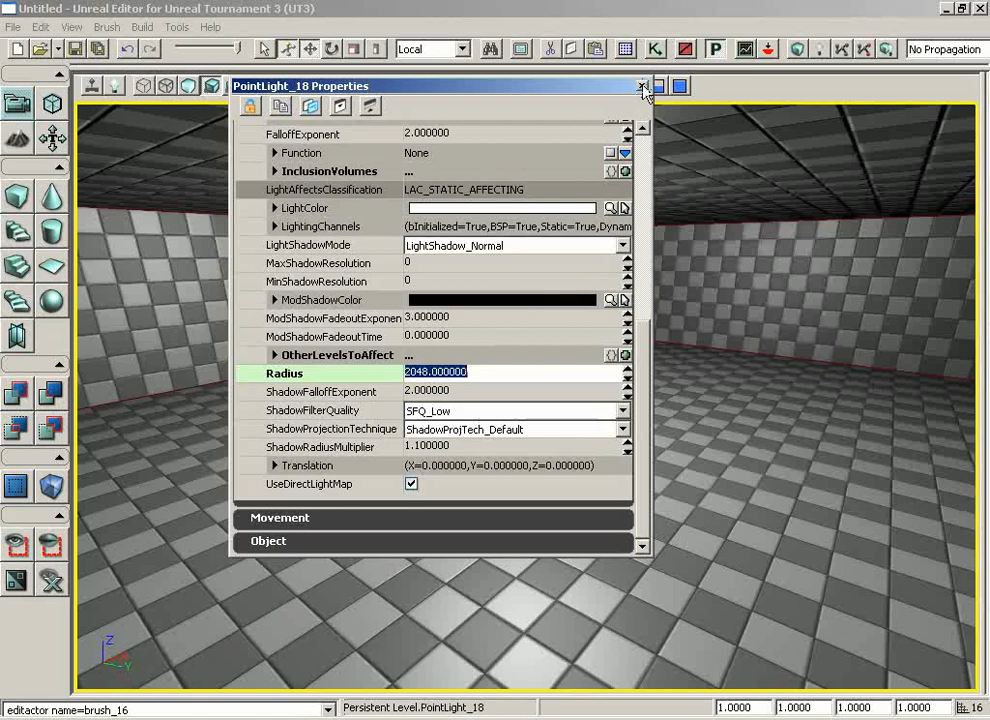 Untitled - Unreal Editor for Unreal Tournament 3 (UT3)
File Edit View Brush Build Tools Help
Local
No Propagation
PointLight_18 Properties
FalloffExponent 2.000000
Function None
InclusionVolumes ...
LightAffectsClassification LAC_STATIC_AFFECTING
LightColor
LightingChannels (bInitialized=True,BSP=True,Static=True,Dynam
LightShadowMode LightShadow_Normal
MaxShadowResolution 0
MinShadowResolution 0
ModShadowColor
ModShadowFadeoutExponen 3.000000
ModShadowFadeoutTime 0.000000
OtherLevelsToAffect ...
Radius 2048.000000
ShadowFalloffExponent 2.000000
ShadowFilterQuality SFQ_Low
ShadowProjectionTechnique ShadowProjTech_Default
ShadowRadiusMultiplier 1.100000
Translation (X=0.000000,Y=0.000000,Z=0.000000)
UseDirectLightMap
Movement
Object
Z
X
Y
editactor name=brush_16 Persistent Level.PointLight_18 1.0000 1.0000 1.0000 1.0000 16